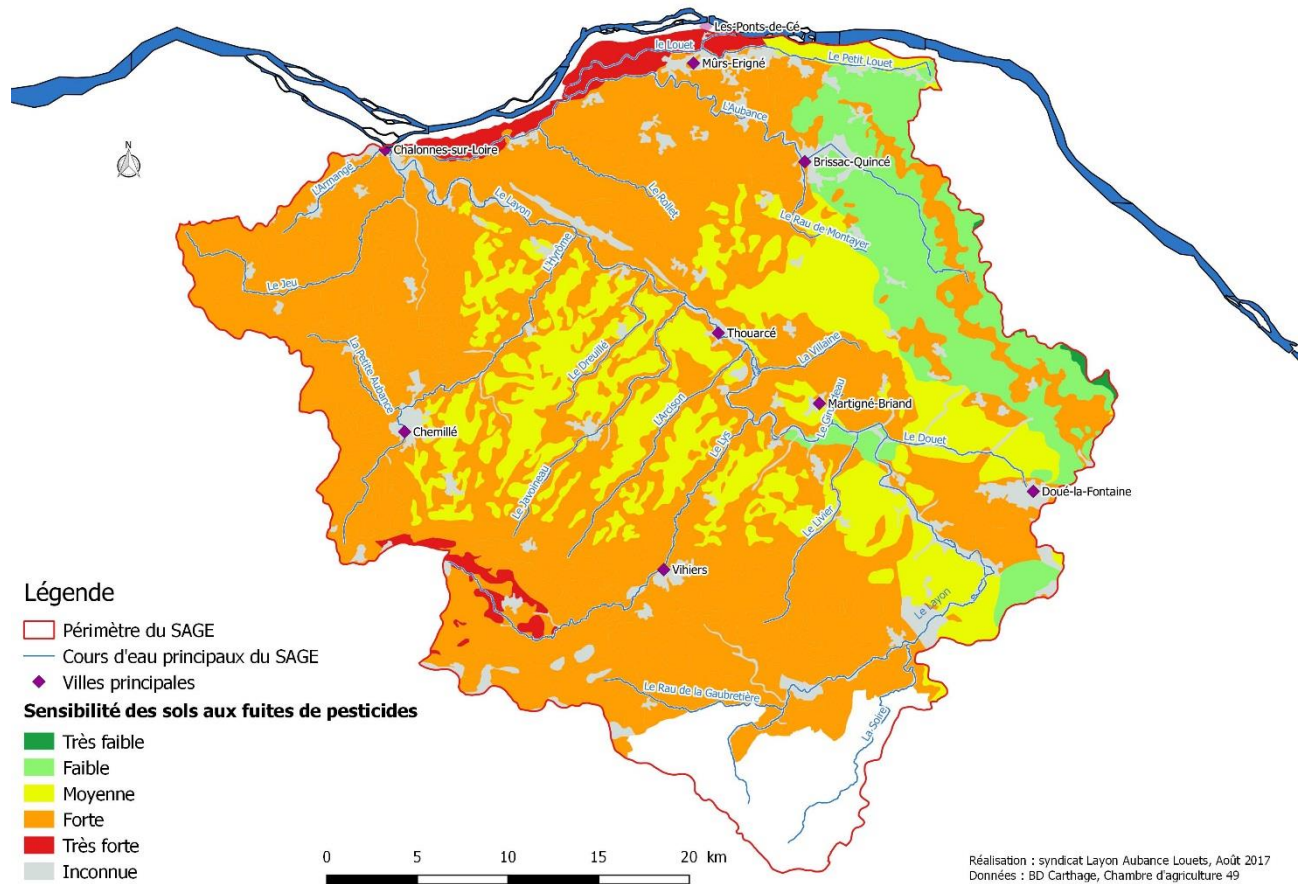 Les-Ponts-de-Cé
le Louet
Mûrs-Erigné
Le Petit Louet
L'Aubance
N
Chalonnes-sur-Loire
Brissac-Quincé
L'Armangé
Le Layon
Le Rollet
Le Rau de Montayer
L'Hyrôme
Le Jeu
Thouarcé
La Villaine
La Petite Aubance
Le Dreuillé
L'Arcison
Martigné-Briand
Chemillé
Le Lys
Le Douet
Doué-la-Fontaine
Le Javoineau
Le Livier
Vihiers
Le Layon
Le Rau de la Gaubretière
La Soire
Légende
Périmètre du SAGE
Cours d'eau principaux du SAGE
Villes principales
Sensibilité des sols aux fuites de pesticides
Très faible
Faible
Moyenne
Forte
Très forte
Inconnue
0 5 10 15 20 km
Réalisation : syndicat Layon Aubance Louets, Août 2017
Données : BD Carthage, Chambre d'agriculture 49